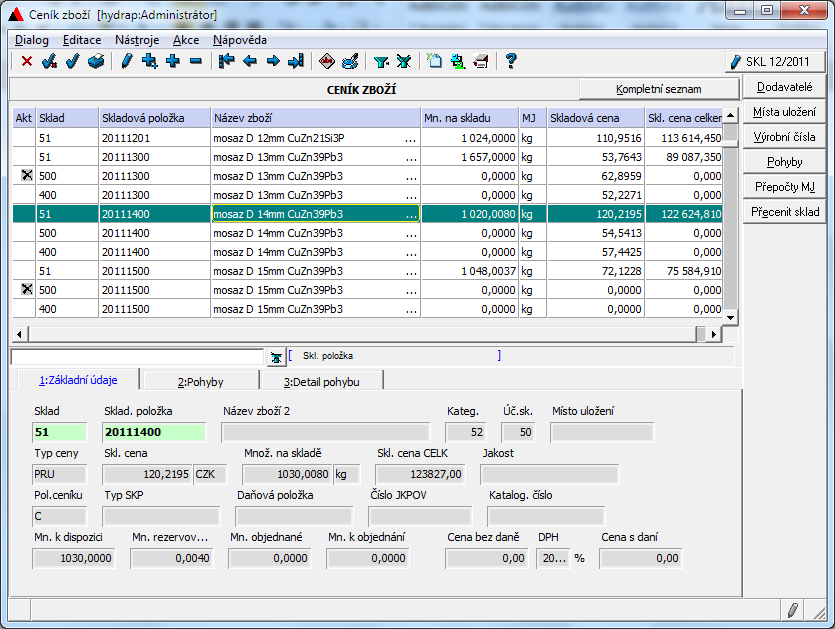 Ceník zboží [hydrap:Administrátor]
Dialog Editace Nástroje Akce Nápověda
SKL 12/2011
CENÍK ZBOŽÍ
Kompletní seznam
Dodavatelé
Místa uložení
Výrobní čísla
Pohyby
Přepočty MJ
Přecenit sklad
Akt Sklad Skladová položka Název zboží Mn. na skladu MJ Skladová cena Skl. cena celkem
51 20111201 mosaz D 12mm CuZn21Si3P ... 1 024,0000 kg 110,9516 113 614,450
51 20111300 mosaz D 13mm CuZn39Pb3 ... 1 657,0000 kg 53,7643 89 087,350
500 20111300 mosaz D 13mm CuZn39Pb3 ... 0,0000 kg 62,8959 0,000
400 20111300 mosaz D 13mm CuZn39Pb3 ... 0,0000 kg 52,2271 0,000
51 20111400 mosaz D 14mm CuZn39Pb3 ... 1 020,0080 kg 120,2195 122 624,810
500 20111400 mosaz D 14mm CuZn39Pb3 ... 0,0000 kg 54,5413 0,000
400 20111400 mosaz D 14mm CuZn39Pb3 ... 0,0000 kg 57,4425 0,000
51 20111500 mosaz D 15mm CuZn39Pb3 ... 1 048,0037 kg 72,1228 75 584,910
500 20111500 mosaz D 15mm CuZn39Pb3 ... 0,0000 kg 0,0000 0,000
400 20111500 mosaz D 15mm CuZn39Pb3 ... 0,0000 kg 0,0000 0,000
[ Skl. položka ]
1:Základní údaje 2:Pohyby 3:Detail pohybu
Sklad Sklad. položka Název zboží 2 Kateg. Úč.sk. Místo uložení
51 20111400 52 50
Typ ceny Skl. cena Množ. na skladě Skl. cena CELK Jakost
PRU 120,2195 CZK 1030,0080 kg 123827,00
Pol.ceníku Typ SKP Daňová položka Číslo JKPOV Katalog. číslo
C
Mn. k dispozici Mn. rezervov... Mn. objednané Mn. k objednání Cena bez daně DPH Cena s daní
1030,0000 0,0040 0,0000 0,0000 0,00 20... % 0,00